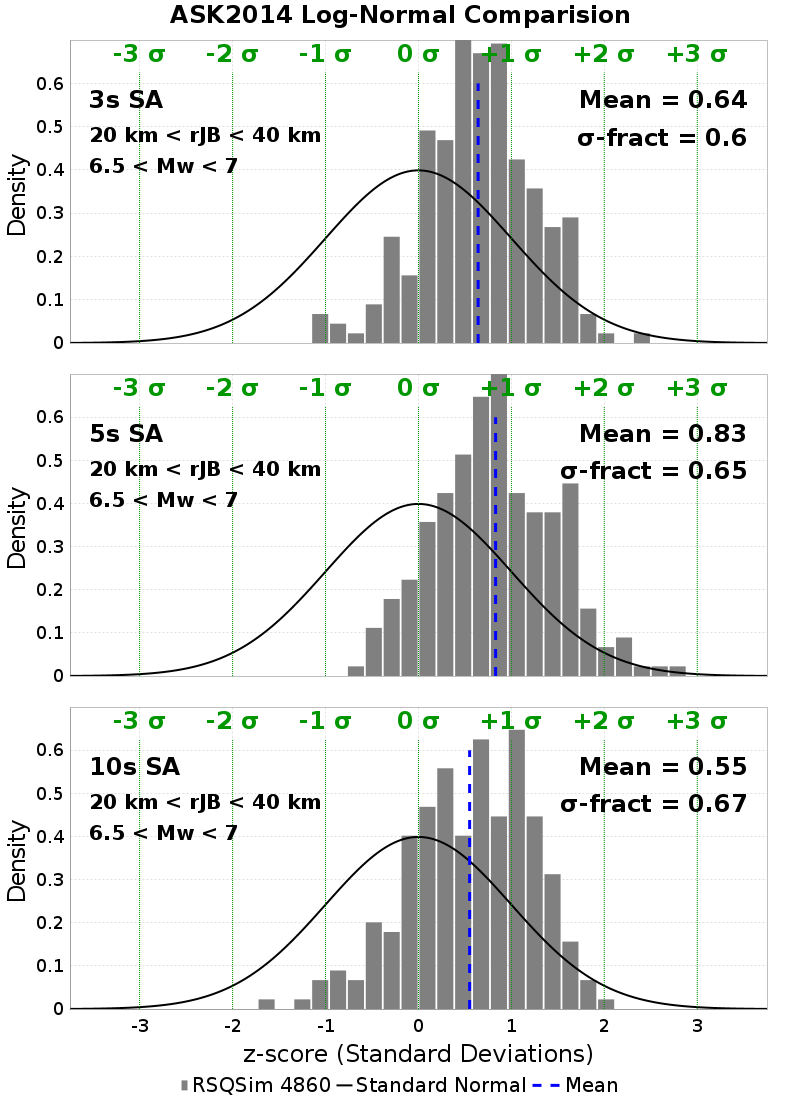 ASK2014 Log-Normal Comparision
-3 σ -2 σ -1 σ 0 σ +1 σ +2 σ +3 σ
3s SA
20 km < rJB < 40 km
6.5 < Mw < 7
Mean = 0.64
σ-fract = 0.6
Density
0.6
0.5
0.4
0.3
0.2
0.1
0
-3 σ -2 σ -1 σ 0 σ +1 σ +2 σ +3 σ
5s SA
20 km < rJB < 40 km
6.5 < Mw < 7
Mean = 0.83
σ-fract = 0.65
Density
0.6
0.5
0.4
0.3
0.2
0.1
0
-3 σ -2 σ -1 σ 0 σ +1 σ +2 σ +3 σ
10s SA
20 km < rJB < 40 km
6.5 < Mw < 7
Mean = 0.55
σ-fract = 0.67
Density
0.6
0.5
0.4
0.3
0.2
0.1
0
-3 -2 -1 0 1 2 3
z-score (Standard Deviations)
RSQSim 4860 Standard Normal Mean